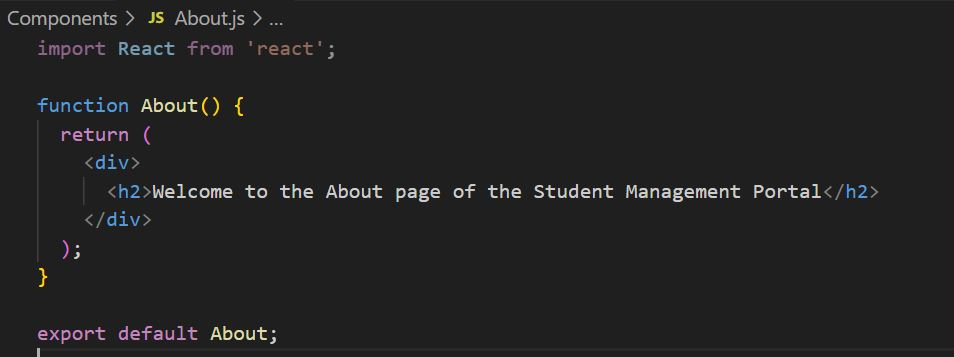 Components > JS About.js > ...
import React from 'react';
function About() {
return (
<div>
<h2>Welcome to the About page of the Student Management Portal</h2>
</div>
);
}
export default About;